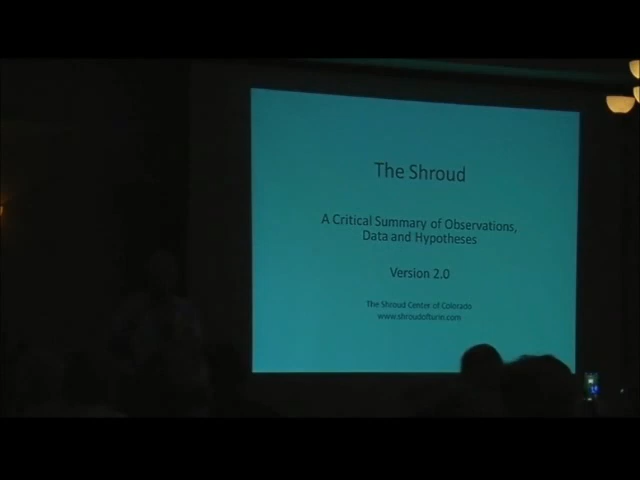 The Shroud
A Critical Summary of Observations,
Data and Hypotheses
Version 2.0
The Shroud Center of Colorado
www.shroudofturin.com